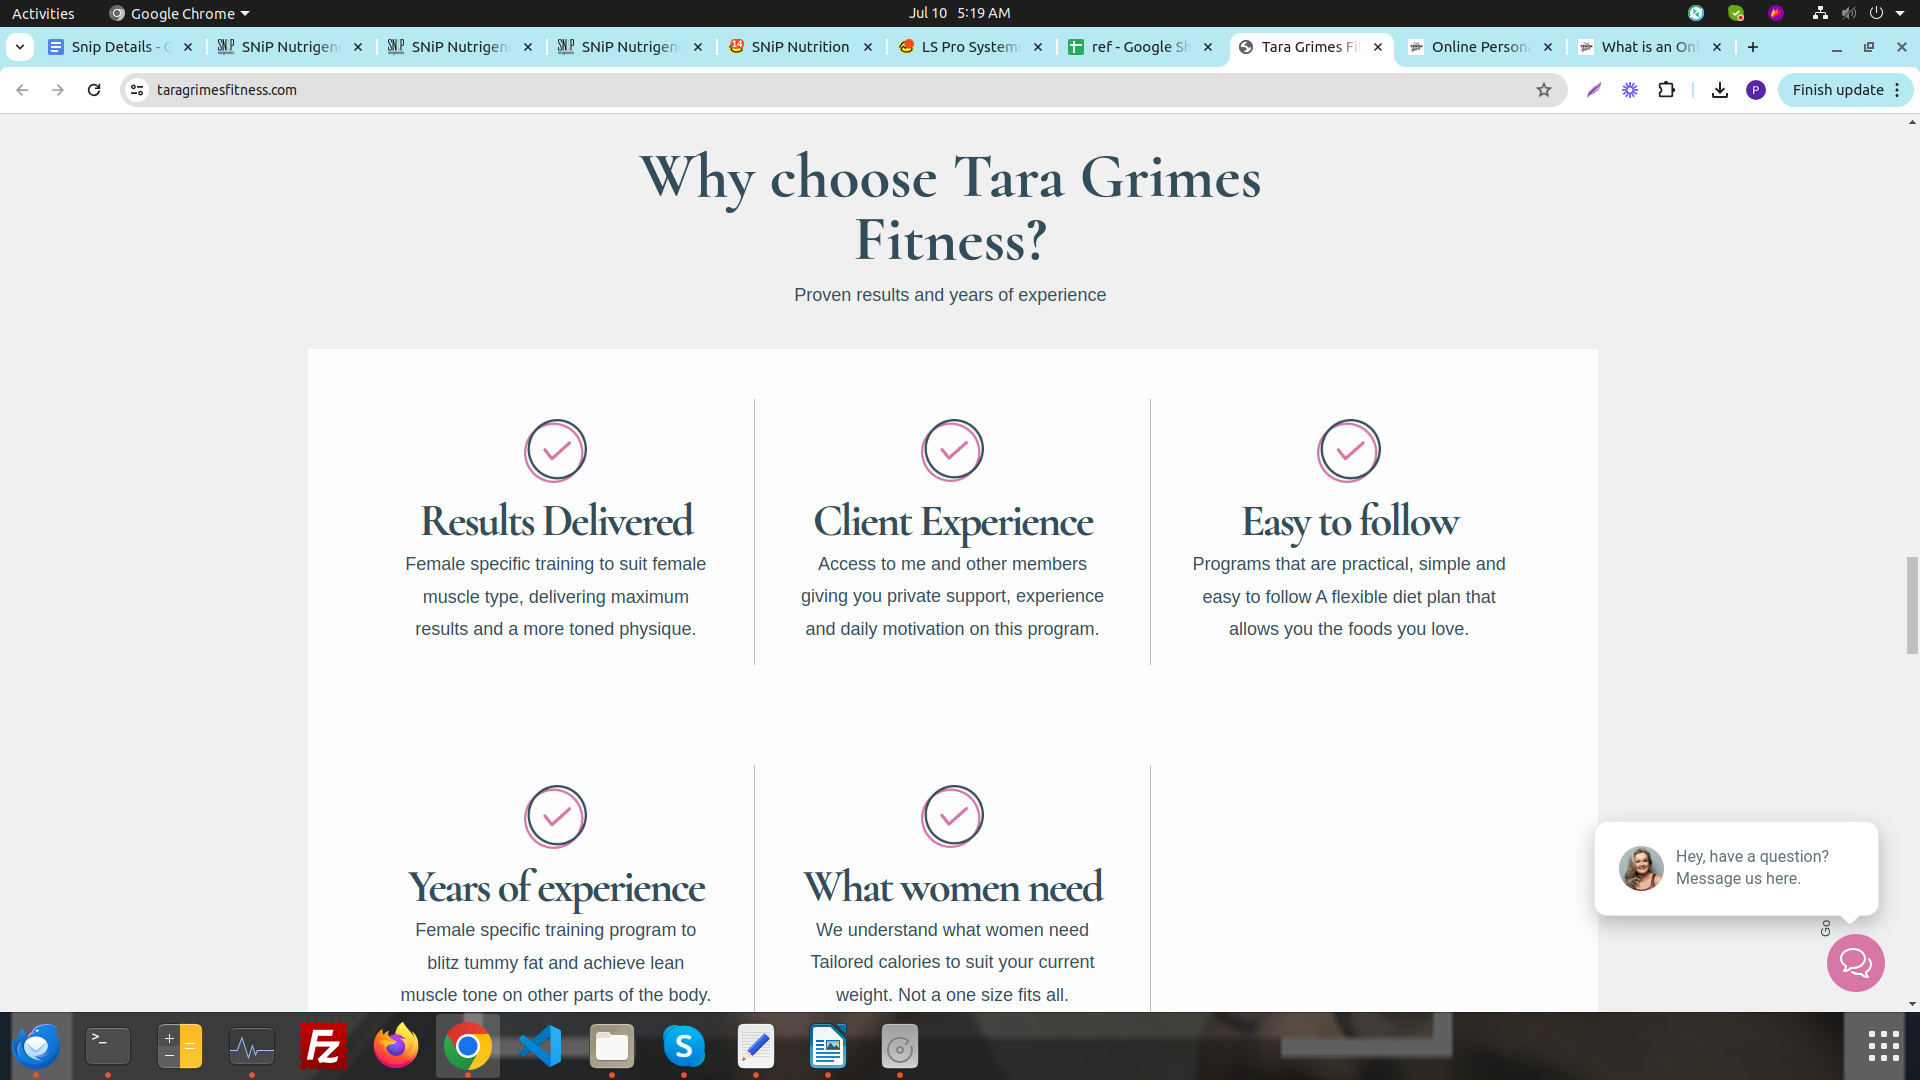 Activities
Google Chrome
Jul 10 5:19 AM
Snip Details - 
SNiP Nutrigen
SNiP Nutrigen
SNiP Nutrigen
SNiP Nutrition
LS Pro Systems
ref - Google Sh
Tara Grimes Fi
Online Persona
What is an Onl
taragrimesfitness.com
P
Finish update
Why choose Tara Grimes
Fitness?
Proven results and years of experience
Results Delivered
Female specific training to suit female
muscle type, delivering maximum
results and a more toned physique.
Client Experience
Access to me and other members
giving you private support, experience
and daily motivation on this program.
Easy to follow
Programs that are practical, simple and
easy to follow A flexible diet plan that
allows you the foods you love.
Years of experience
Female specific training program to
blitz tummy fat and achieve lean
muscle tone on other parts of the body.
What women need
We understand what women need
Tailored calories to suit your current
weight. Not a one size fits all.
Hey, have a question?
Message us here.
Go